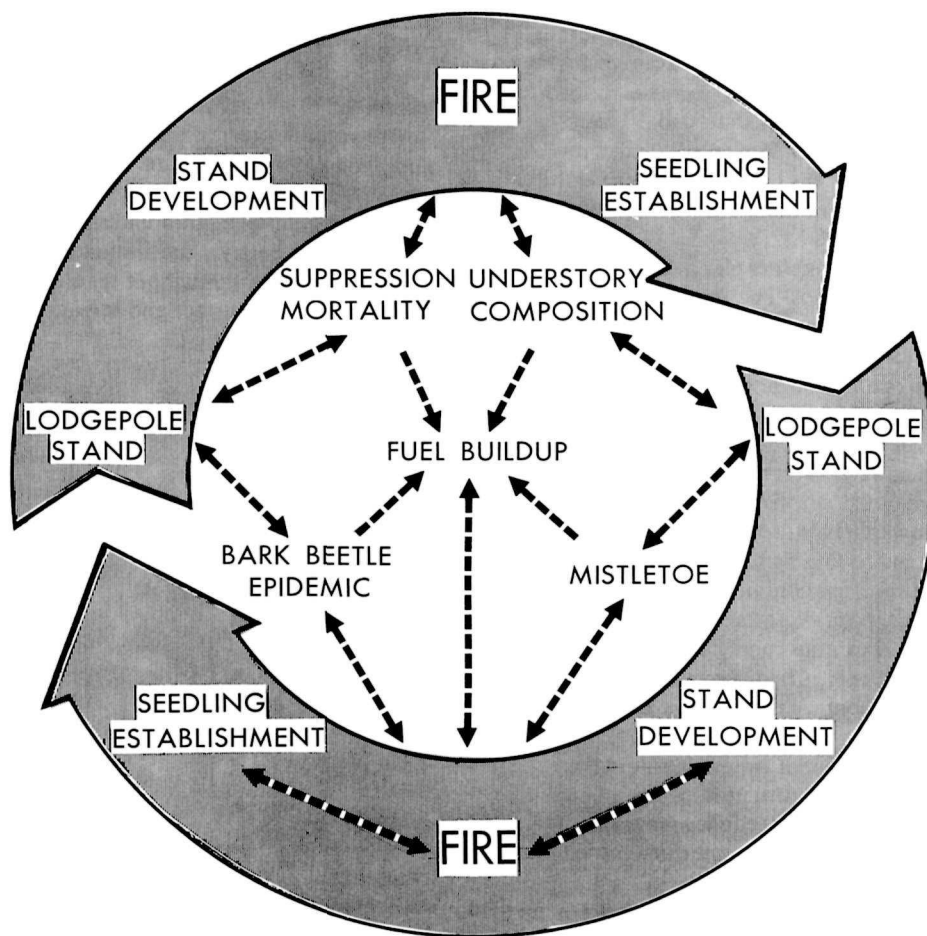 FIRE
STAND
DEVELOPMENT
SEEDLING
ESTABLISHMENT
SUPPRESSION
MORTALITY
UNDERSTORY
COMPOSITION
LODGEPOLE
STAND
FUEL BUILDUP
LODGEPOLE
STAND
BARK BEETLE
EPIDEMIC
MISTLETOE
SEEDLING
ESTABLISHMENT
STAND
DEVELOPMENT
FIRE